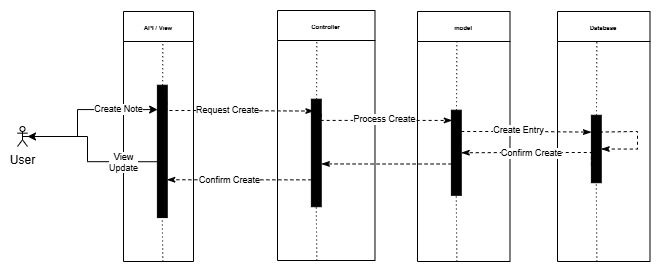 API / View
Controller
model
Database
Create Note
Request Create
Process Create
Create Entry
Confirm Create
View
Update
Confirm Create
User